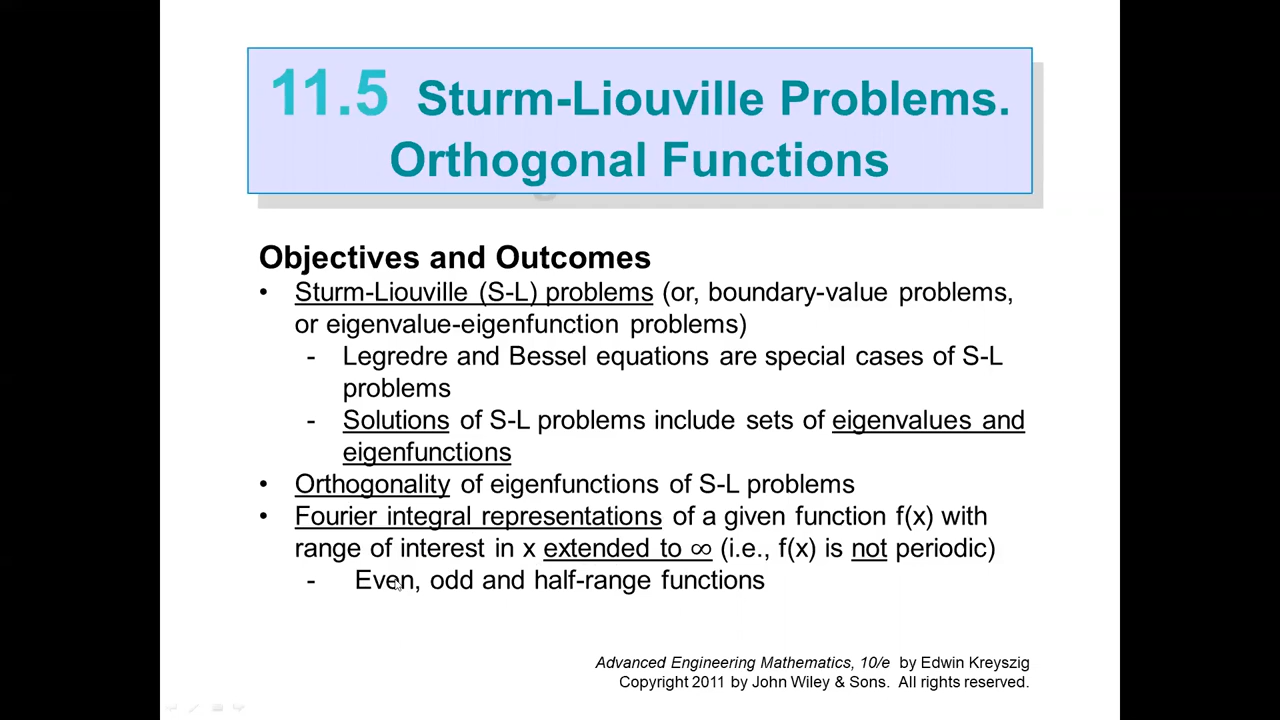 11.5 Sturm-Liouville Problems.
Orthogonal Functions
Objectives and Outcomes
• Sturm-Liouville (S-L) problems (or, boundary-value problems,
or eigenvalue-eigenfunction problems)
- Legredre and Bessel equations are special cases of S-L
problems
- Solutions of S-L problems include sets of eigenvalues and
eigenfunctions
• Orthogonality of eigenfunctions of S-L problems
• Fourier integral representations of a given function f(x) with
range of interest in x extended to ∞ (i.e., f(x) is not periodic)
- Even, odd and half-range functions
Advanced Engineering Mathematics, 10/e by Edwin Kreyszig
Copyright 2011 by John Wiley & Sons. All rights reserved.